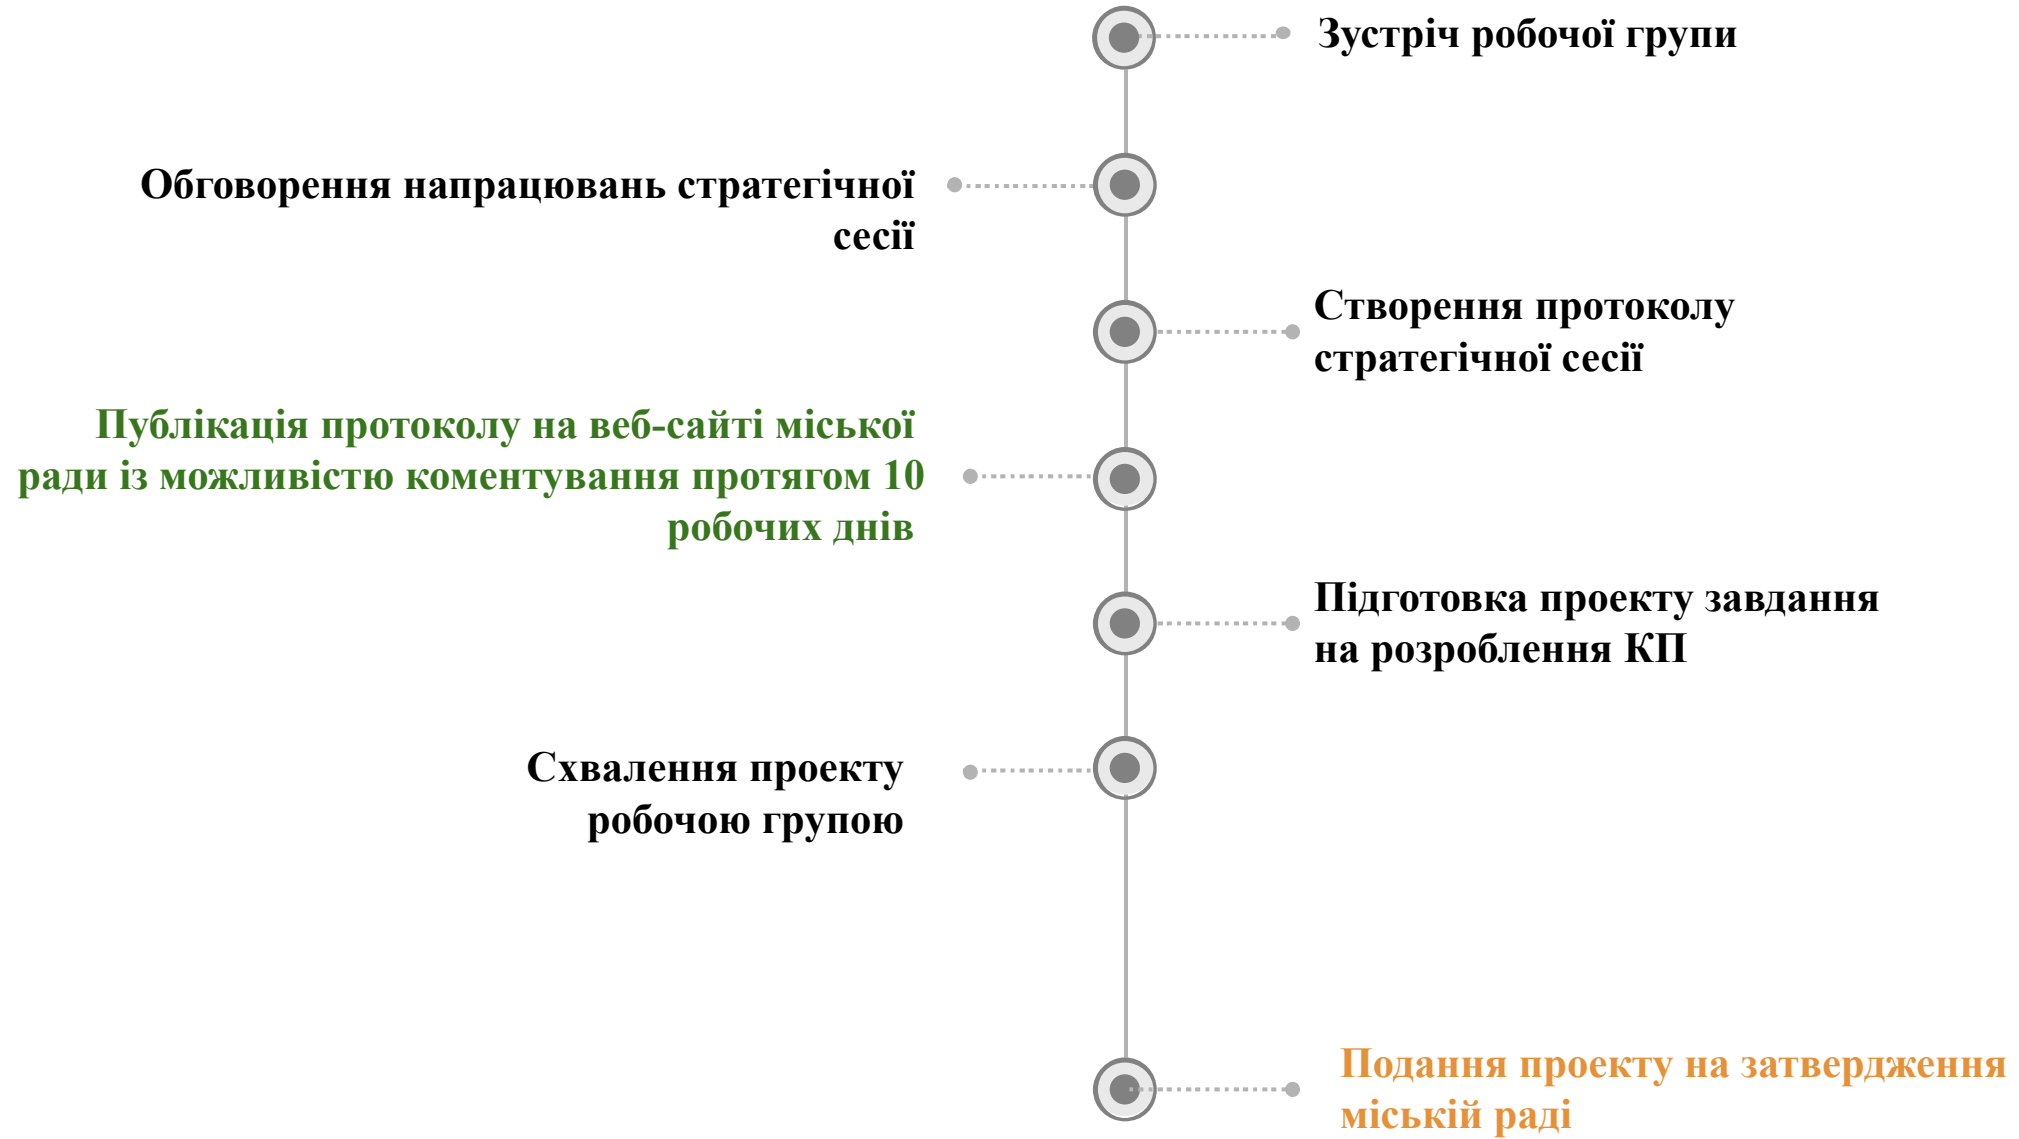 Зустріч робочої групи
Обговорення напрацювань стратегічної
сесії
Створення протоколу
стратегічної сесії
Публікація протоколу на веб-сайті міської
ради із можливістю коментування протягом 10
робочих днів
Підготовка проекту завдання
на розроблення КП
Схвалення проекту
робочою групою
Подання проекту на затвердження
міській раді